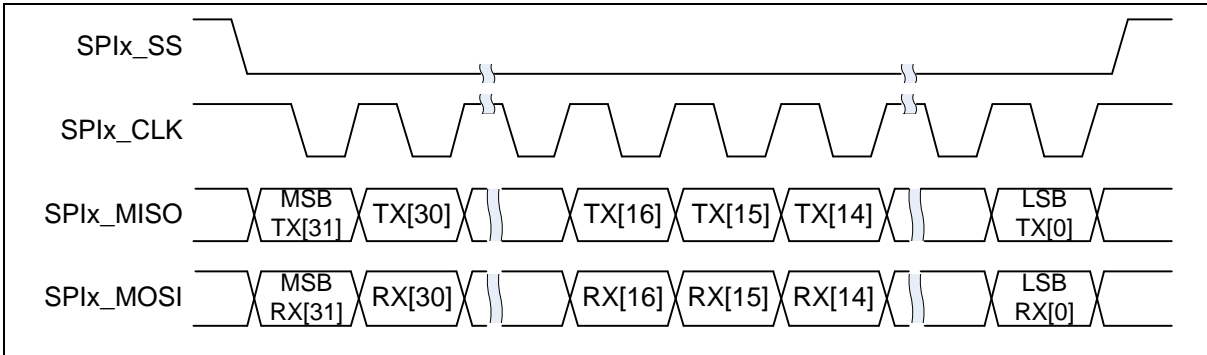 SPIx_SS
SPIx_CLK
SPIx_MISO
MSB
TX[31]
TX[30]
TX[16]
TX[15]
TX[14]
LSB
TX[0]
SPIx_MOSI
MSB
RX[31]
RX[30]
RX[16]
RX[15]
RX[14]
LSB
RX[0]